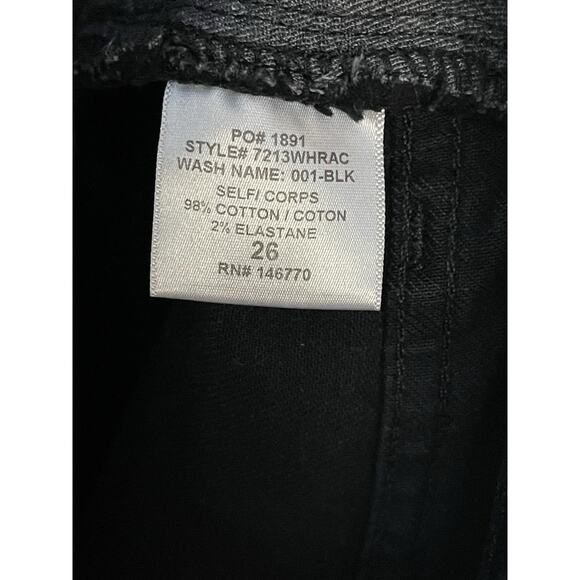 PO# 1891
STYLE# 7213WHRAC
WASH NAME: 001-BLK
SELF/ CORPS
98% COTTON / COTON
2% ELASTANE
26
RN# 146770